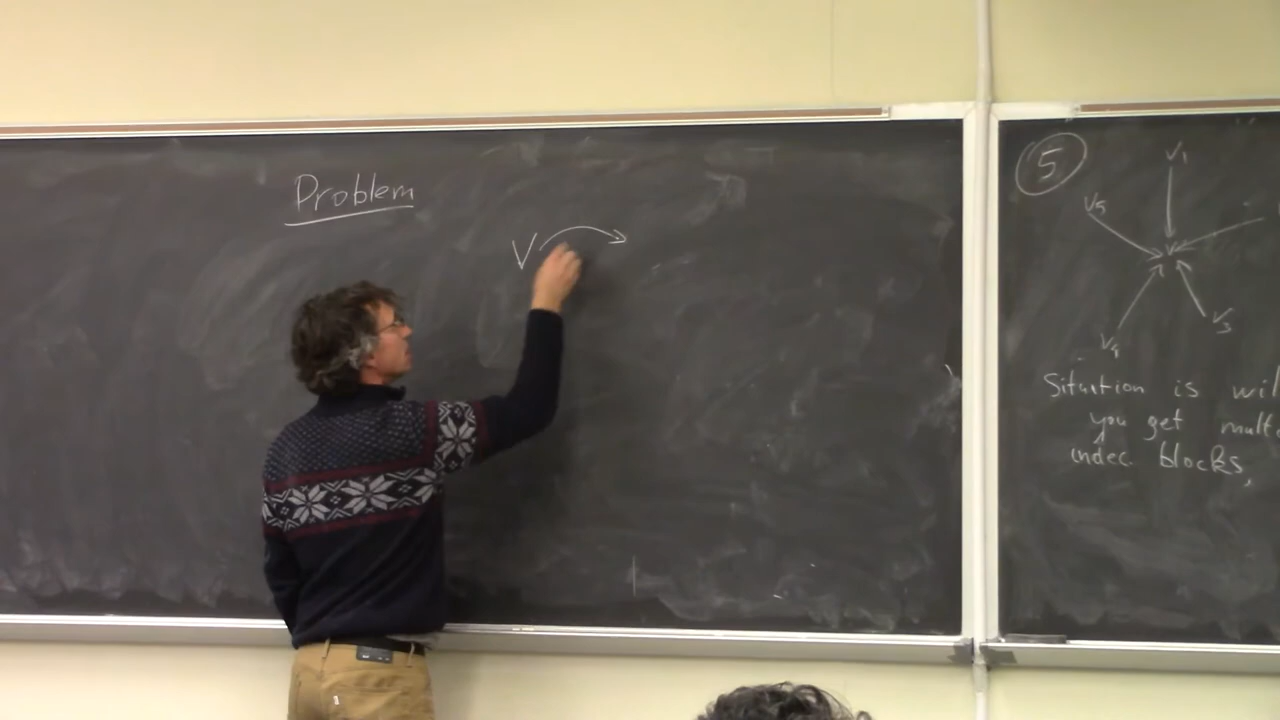 Problem
V
5
V1
V5
V
V3
V4
Situation is
you get
indec. blocks,